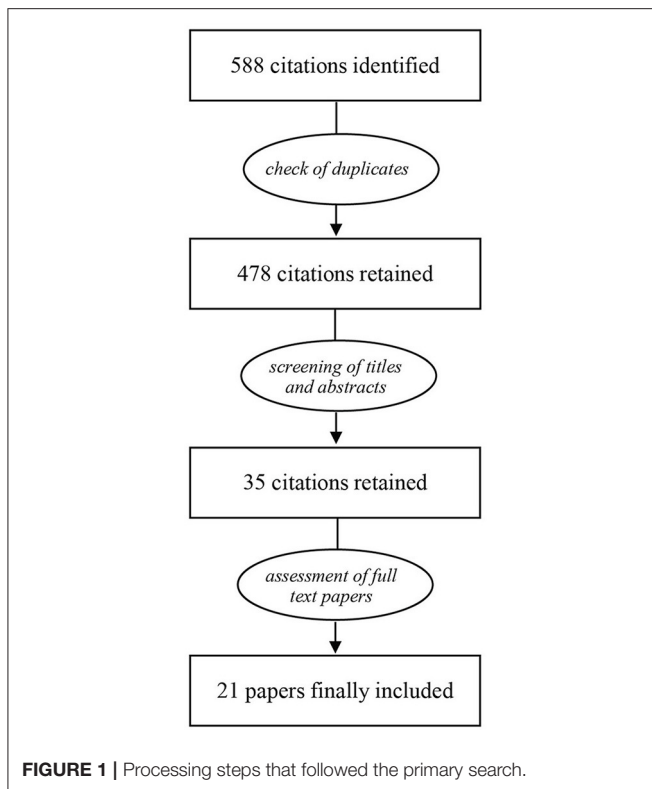 588 citations identified
check of duplicates
478 citations retained
screening of titles
and abstracts
35 citations retained
assessment of full
text papers
21 papers finally included
FIGURE 1 | Processing steps that followed the primary search.